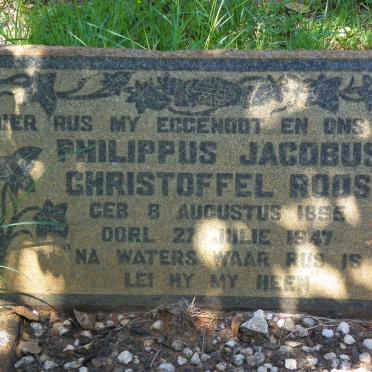 HIER RUS MY EGGENOOT EN ONS
PHILIPPUS JACOBUS
CHRISTOFFEL ROOS
GEB 8 AUGUSTUS 1895
OORL 27 JULIE 1947
"NA WATERS WAAR RUS IS
LEI HY MY HEEN"